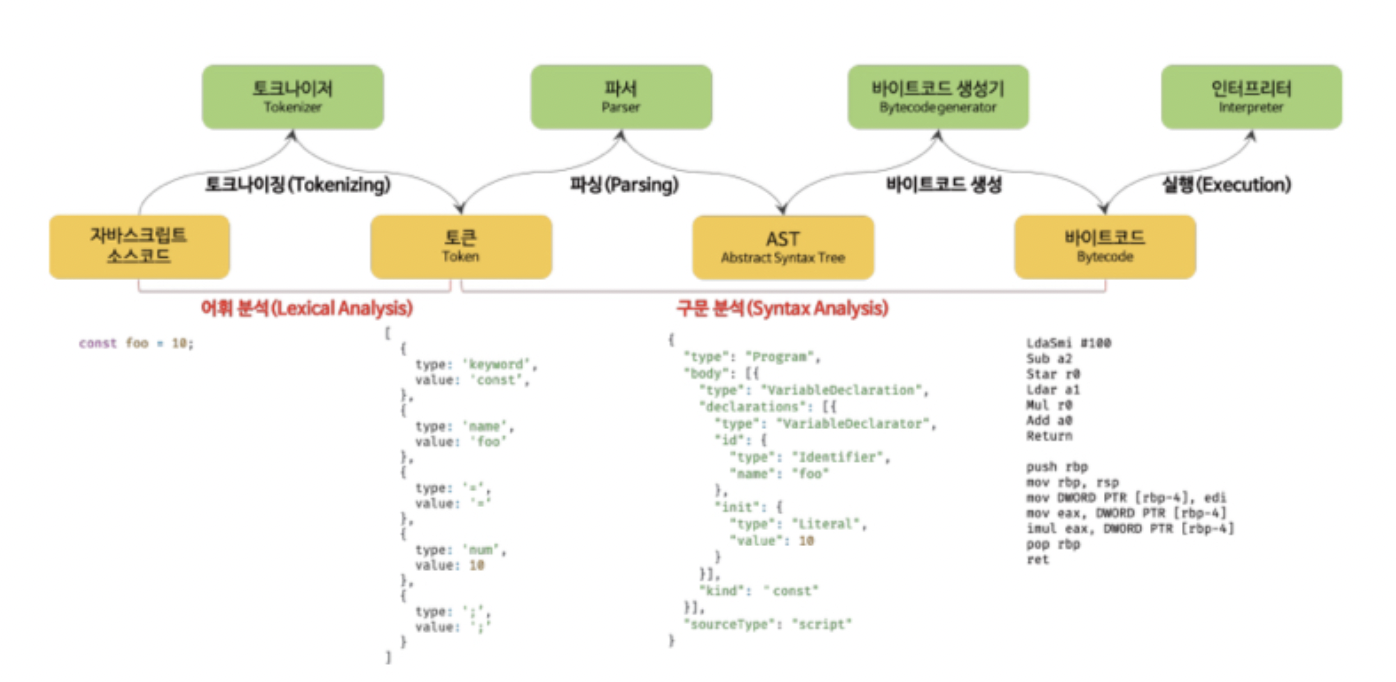 토크나이저
Tokenizer
파서
Parser
바이트코드 생성기
Bytecode generator
인터프리터
Interpreter
토크나이징(Tokenizing)
파싱(Parsing)
바이트코드 생성
실행(Execution)
자바스크립트
소스코드
토큰
Token
AST
Abstract Syntax Tree
바이트코드
Bytecode
어휘 분석(Lexical Analysis)
구문 분석(Syntax Analysis)
const foo = 10;
[
{
type: 'keyword',
value: 'const',
},
{
type: 'name',
value: 'foo'
},
{
type: '=',
value: '='
},
{
type: 'num',
value: 10
},
{
type: ';',
value: ';'
}
]
{
"type": "Program",
"body": [{
"type": "VariableDeclaration",
"declarations": [{
"type": "VariableDeclarator",
"id": {
"type": "Identifier",
"name": "foo"
},
"init": {
"type": "Literal",
"value": 10
}
}],
"kind": "const"
}],
"sourceType": "script"
}
LdaSmi #100
Sub a2
Star r0
Ldar a1
Mul r0
Add a0
Return
push rbp
mov rbp, rsp
mov DWORD PTR [rbp-4], edi
mov eax, DWORD PTR [rbp-4]
imul eax, DWORD PTR [rbp-4]
pop rbp
ret